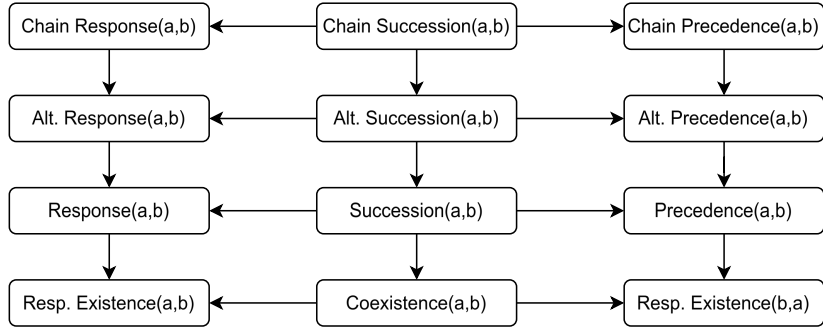 Chain Response(a,b)
Chain Succession(a,b)
Chain Precedence(a,b)
Alt. Response(a,b)
Alt. Succession(a,b)
Alt. Precedence(a,b)
Response(a,b)
Succession(a,b)
Precedence(a,b)
Resp. Existence(a,b)
Coexistence(a,b)
Resp. Existence(b,a)